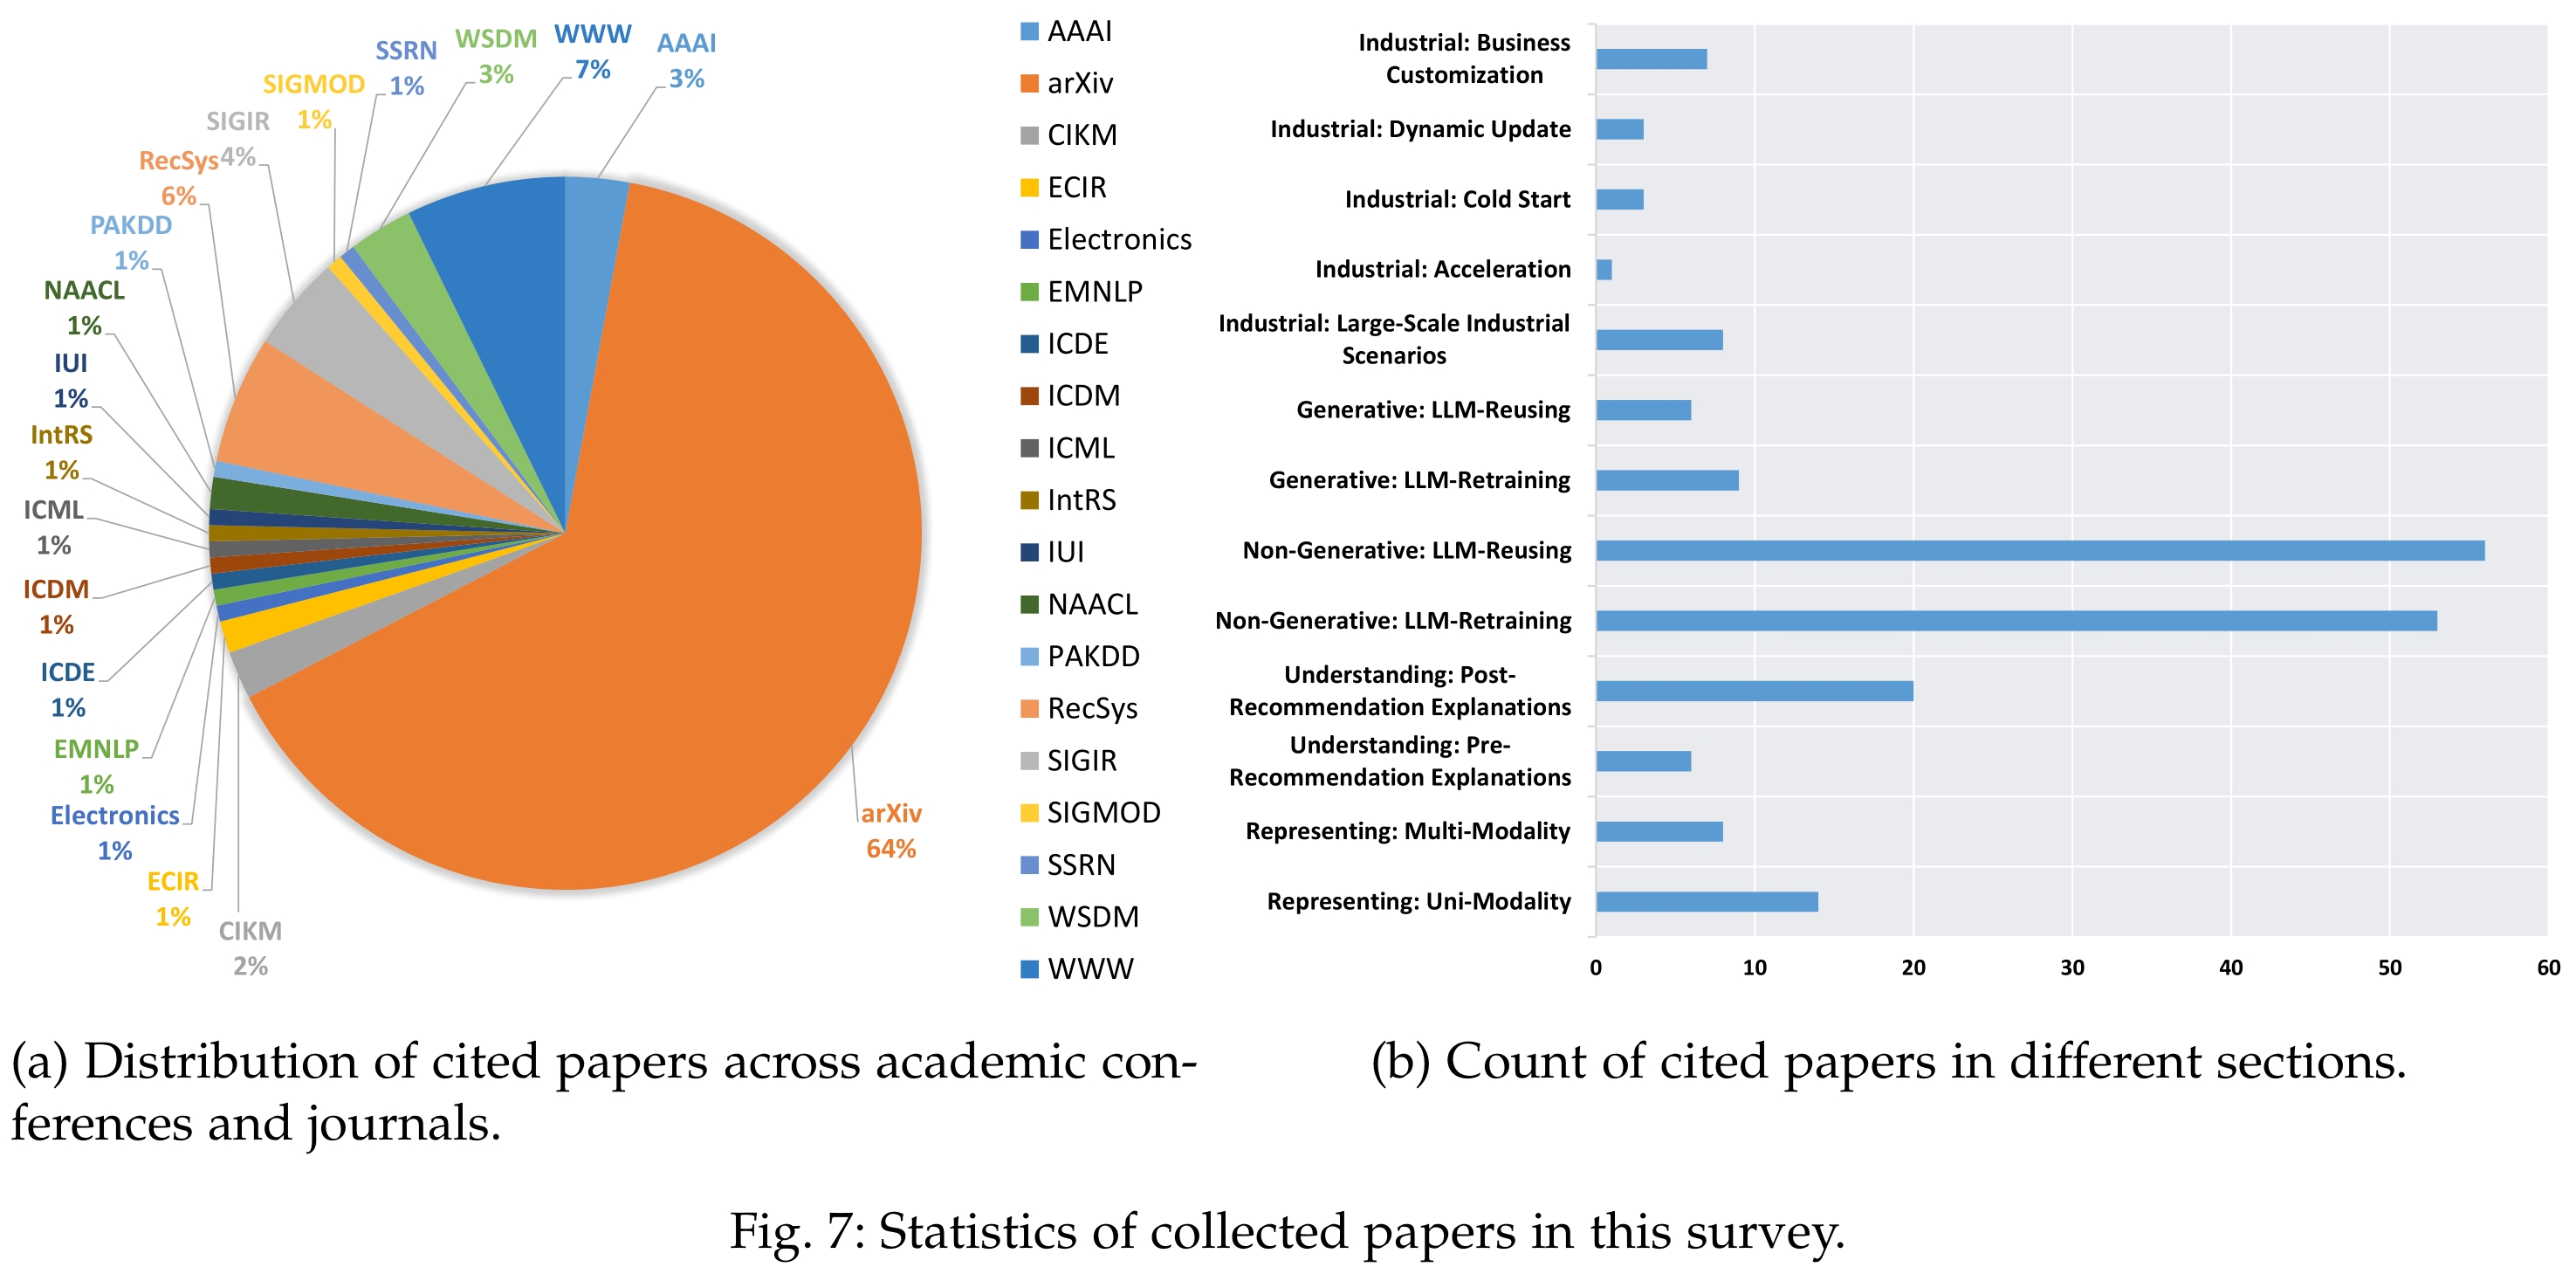 WWW
7%
AAAI
3%
WSDM
3%
SSRN
1%
SIGMOD
1%
SIGIR
4%
RecSys
6%
PAKDD
1%
NAACL
1%
IUI
1%
IntRS
1%
ICML
1%
ICDM
1%
ICDE
1%
EMNLP
1%
Electronics
1%
ECIR
1%
CIKM
2%
arXiv
64%
AAAI
arXiv
CIKM
ECIR
Electronics
EMNLP
ICDE
ICDM
ICML
IntRS
IUI
NAACL
PAKDD
RecSys
SIGIR
SIGMOD
SSRN
WSDM
WWW
Industrial: Business
Customization
Industrial: Dynamic Update
Industrial: Cold Start
Industrial: Acceleration
Industrial: Large-Scale Industrial
Scenarios
Generative: LLM-Reusing
Generative: LLM-Retraining
Non-Generative: LLM-Reusing
Non-Generative: LLM-Retraining
Understanding: Post-
Recommendation Explanations
Understanding: Pre-
Recommendation Explanations
Representing: Multi-Modality
Representing: Uni-Modality
0 10 20 30 40 50 60
(a) Distribution of cited papers across academic con-
ferences and journals.
(b) Count of cited papers in different sections.
Fig. 7: Statistics of collected papers in this survey.